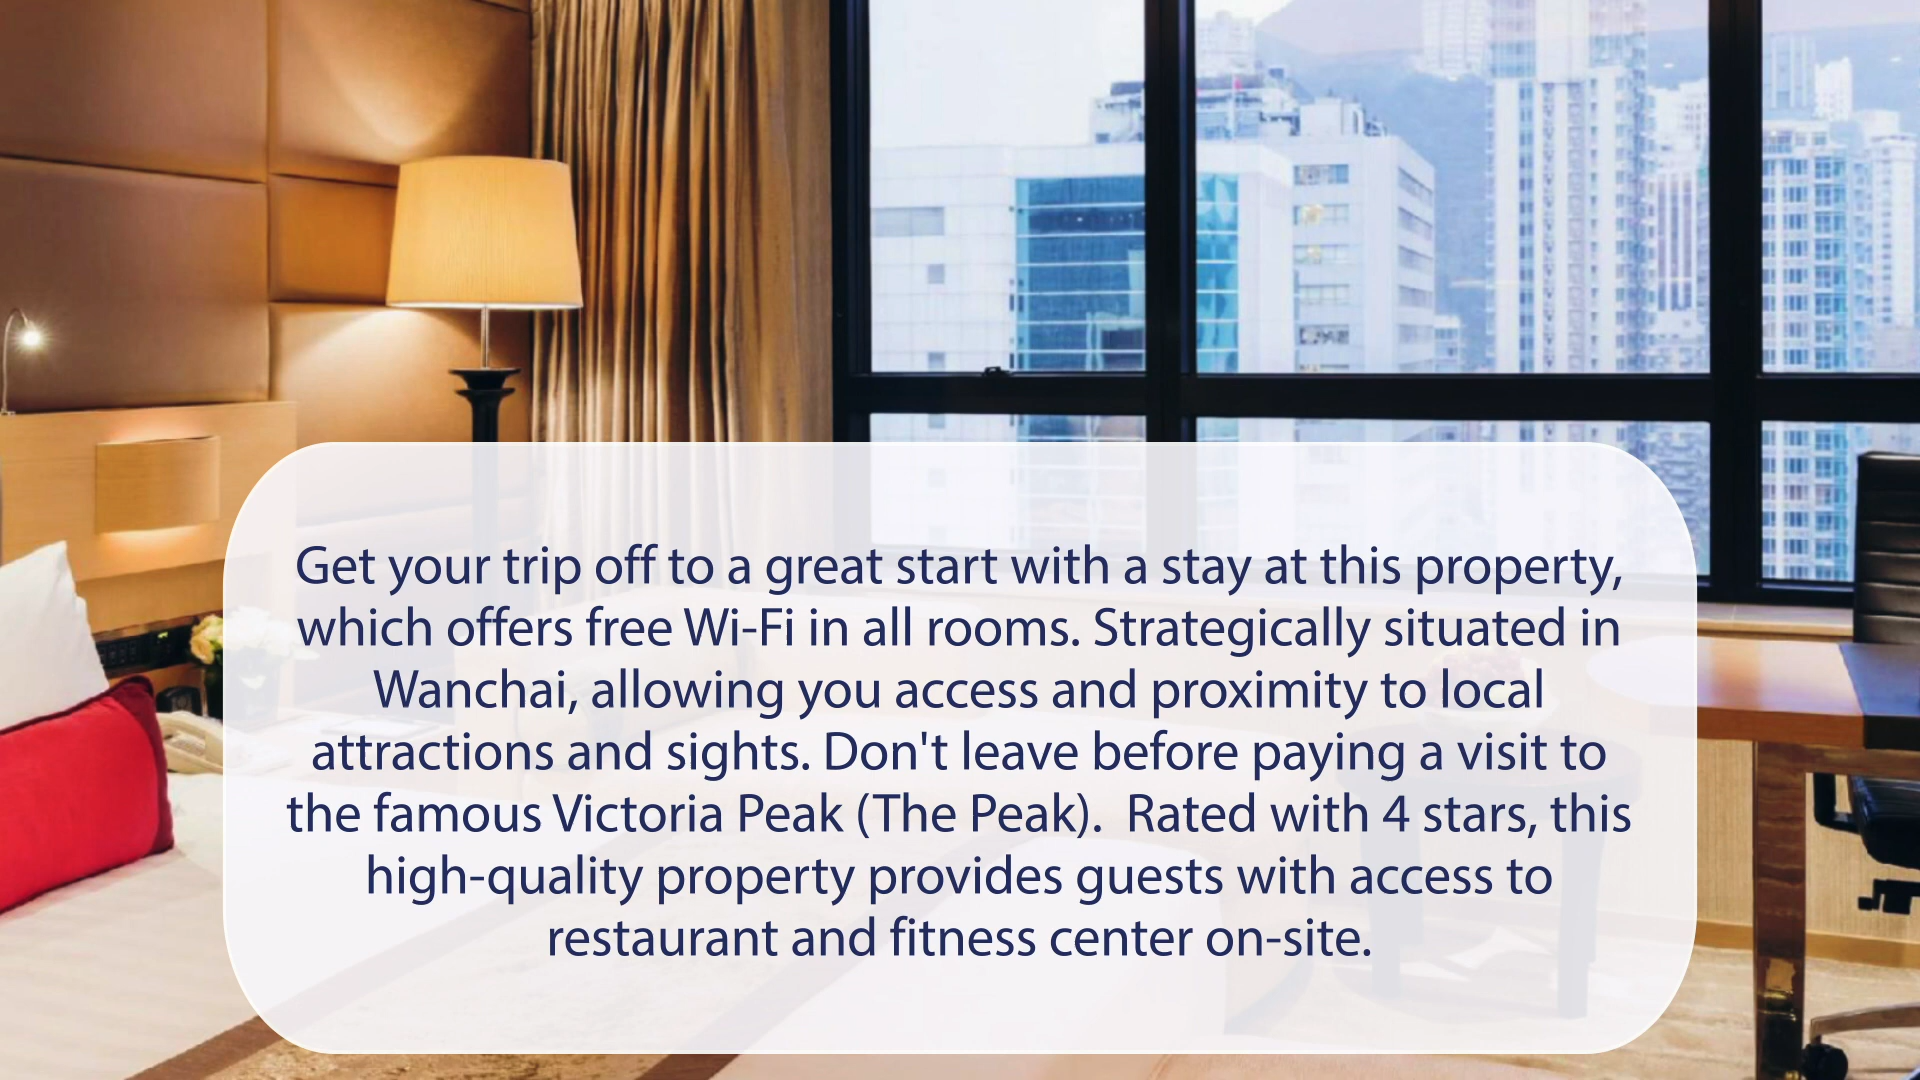 Get your trip off to a great start with a stay at this property,
which offers free Wi-Fi in all rooms. Strategically situated in
Wanchai, allowing you access and proximity to local
attractions and sights. Don't leave before paying a visit to
the famous Victoria Peak (The Peak).  Rated with 4 stars, this
high-quality property provides guests with access to
restaurant and fitness center on-site.